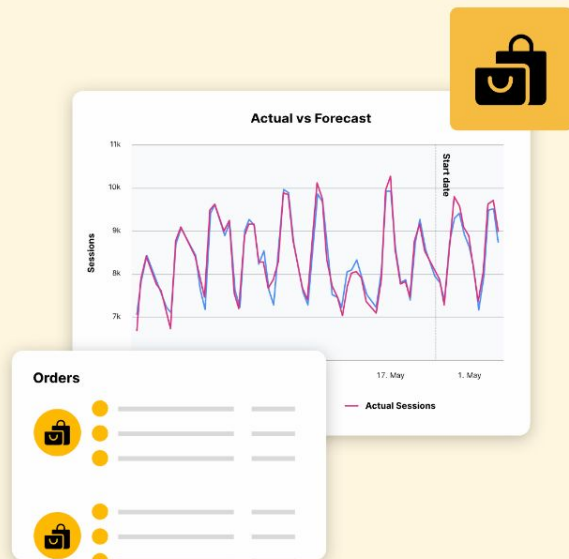 Actual vs Forecast
11k
10k
9k
8k
7k
Sessions
Start date
17. May
1. May
Actual Sessions
Orders